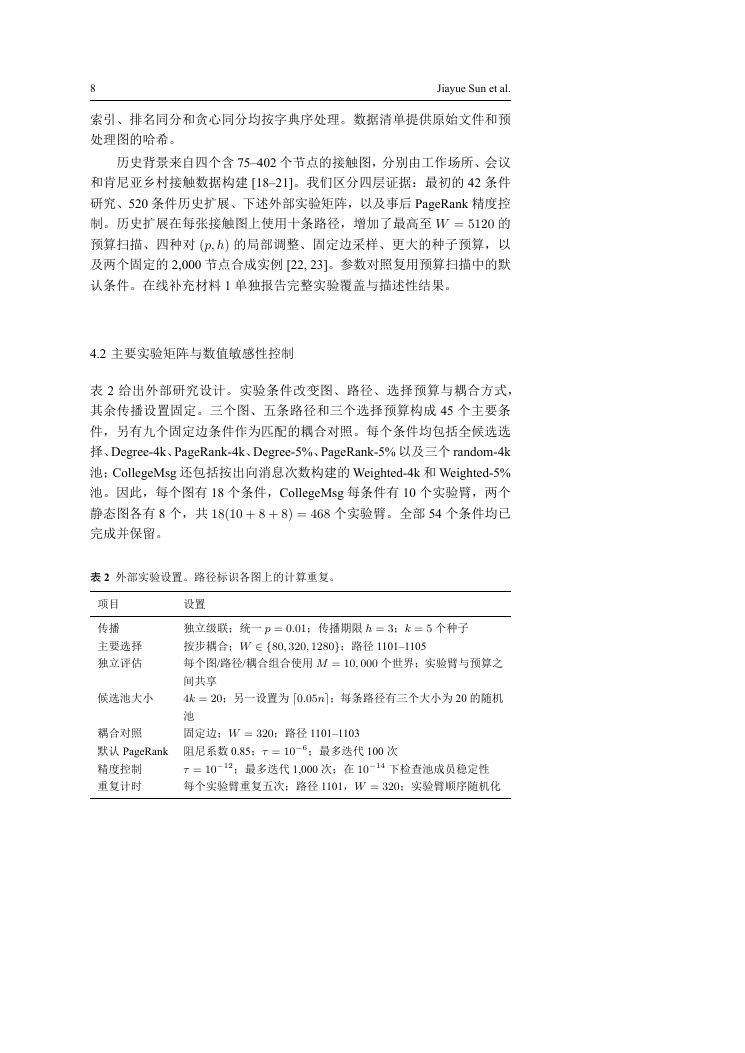 8 Jiayue Sun et al.
索引、排名同分和贪心同分均按字典序处理。数据清单提供原始文件和预
处理图的哈希。
历史背景来自四个含 75–402 个节点的接触图，分别由工作场所、会议
和肯尼亚乡村接触数据构建 [18–21]。我们区分四层证据：最初的 42 条件
研究、520 条件历史扩展、下述外部实验矩阵，以及事后 PageRank 精度控
制。历史扩展在每张接触图上使用十条路径，增加了最高至 W = 5120 的
预算扫描、四种对 (p, h) 的局部调整、固定边采样、更大的种子预算，以
及两个固定的 2,000 节点合成实例 [22, 23]。参数对照复用预算扫描中的默
认条件。在线补充材料 1 单独报告完整实验覆盖与描述性结果。
4.2 主要实验矩阵与数值敏感性控制
表 2 给出外部研究设计。实验条件改变图、路径、选择预算与耦合方式，
其余传播设置固定。三个图、五条路径和三个选择预算构成 45 个主要条
件，另有九个固定边条件作为匹配的耦合对照。每个条件均包括全候选选
择、Degree-4k、PageRank-4k、Degree-5%、PageRank-5% 以及三个 random-4k
池；CollegeMsg 还包括按出向消息次数构建的 Weighted-4k 和 Weighted-5%
池。因此，每个图有 18 个条件，CollegeMsg 每条件有 10 个实验臂，两个
静态图各有 8 个，共 18(10 + 8 + 8) = 468 个实验臂。全部 54 个条件均已
完成并保留。
表 2 外部实验设置。路径标识各图上的计算重复。
项目 设置
传播 独立级联；统一 p = 0.01；传播期限 h = 3；k = 5 个种子
主要选择 按步耦合；W ∈ {80, 320, 1280}；路径 1101–1105
独立评估 每个图/路径/耦合组合使用 M = 10, 000 个世界；实验臂与预算之
间共享
候选池大小 4k = 20；另一设置为 ⌈0.05n⌉；每条路径有三个大小为 20 的随机
池
耦合对照 固定边；W = 320；路径 1101–1103
默认 PageRank 阻尼系数 0.85；τ = 10⁻⁶；最多迭代 100 次
精度控制 τ = 10⁻¹²；最多迭代 1,000 次；在 10⁻¹⁴ 下检查池成员稳定性
重复计时 每个实验臂重复五次；路径 1101，W = 320；实验臂顺序随机化